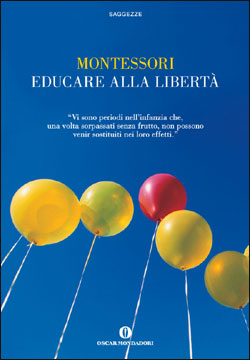 SAGGEZZE
MONTESSORI
EDUCARE ALLA LIBERTÀ
“Vi sono periodi nell’infanzia che,
una volta sorpassati senza frutto, non possono
venir sostituiti nei loro effetti.”
OSCAR MONDADORI